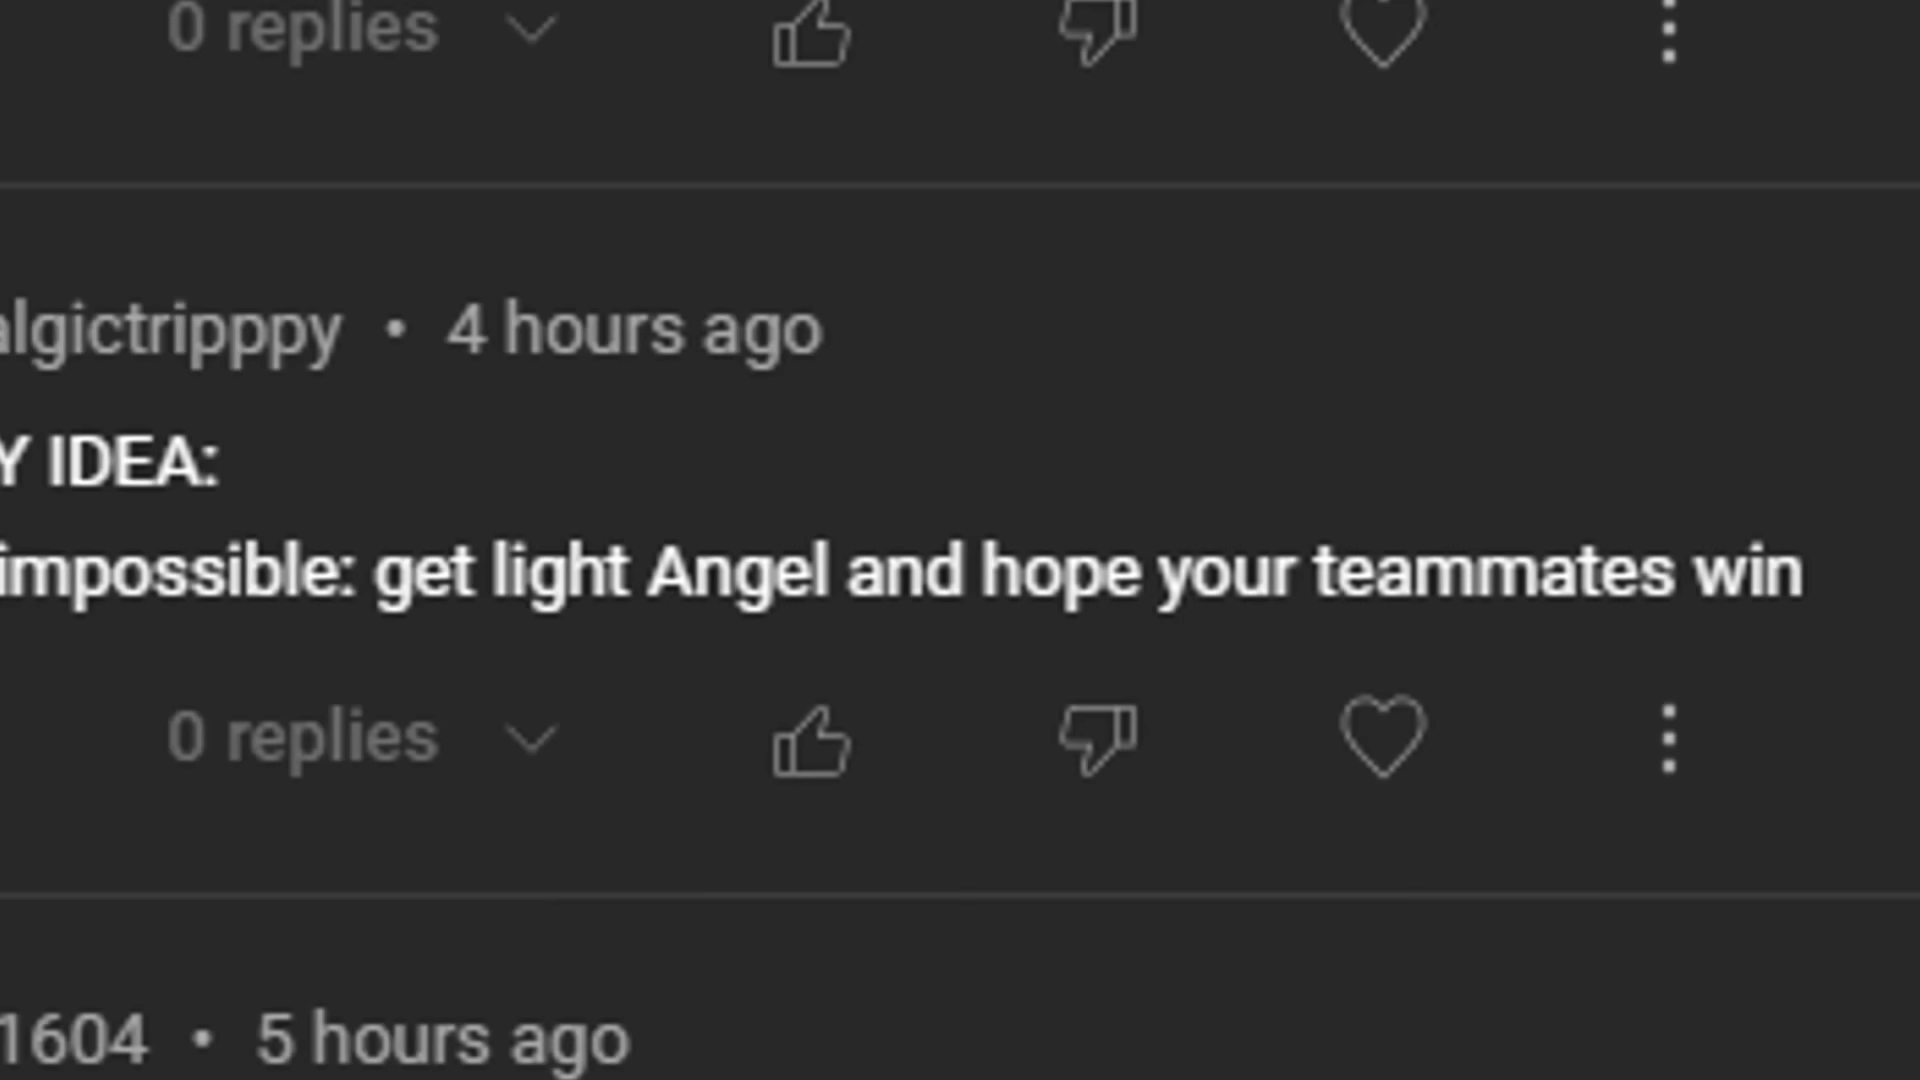 0 replies
algictripppy • 4 hours ago
Y IDEA:
impossible: get light Angel and hope your teammates win
0 replies
1604 • 5 hours ago